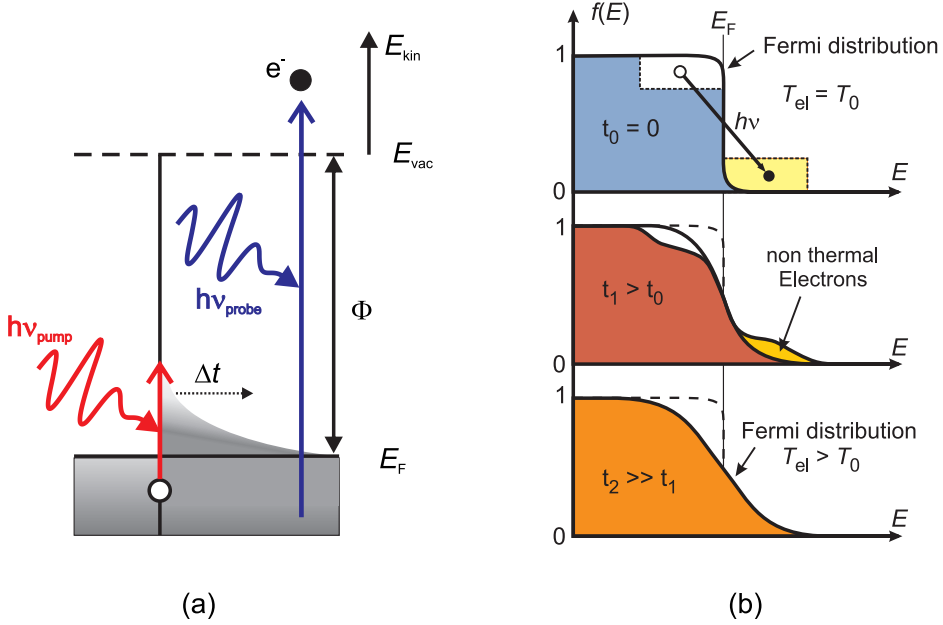 e⁻
E_kin
E_vac
hν_probe
Φ
hν_pump
Δt
E_F
(a)
f(E)
E_F
1
Fermi distribution
T_el = T_0
t_0 = 0
hν
E
0
1
non thermal
Electrons
t_1 > t_0
E
0
1
Fermi distribution
T_el > T_0
t_2 >> t_1
E
0
(b)